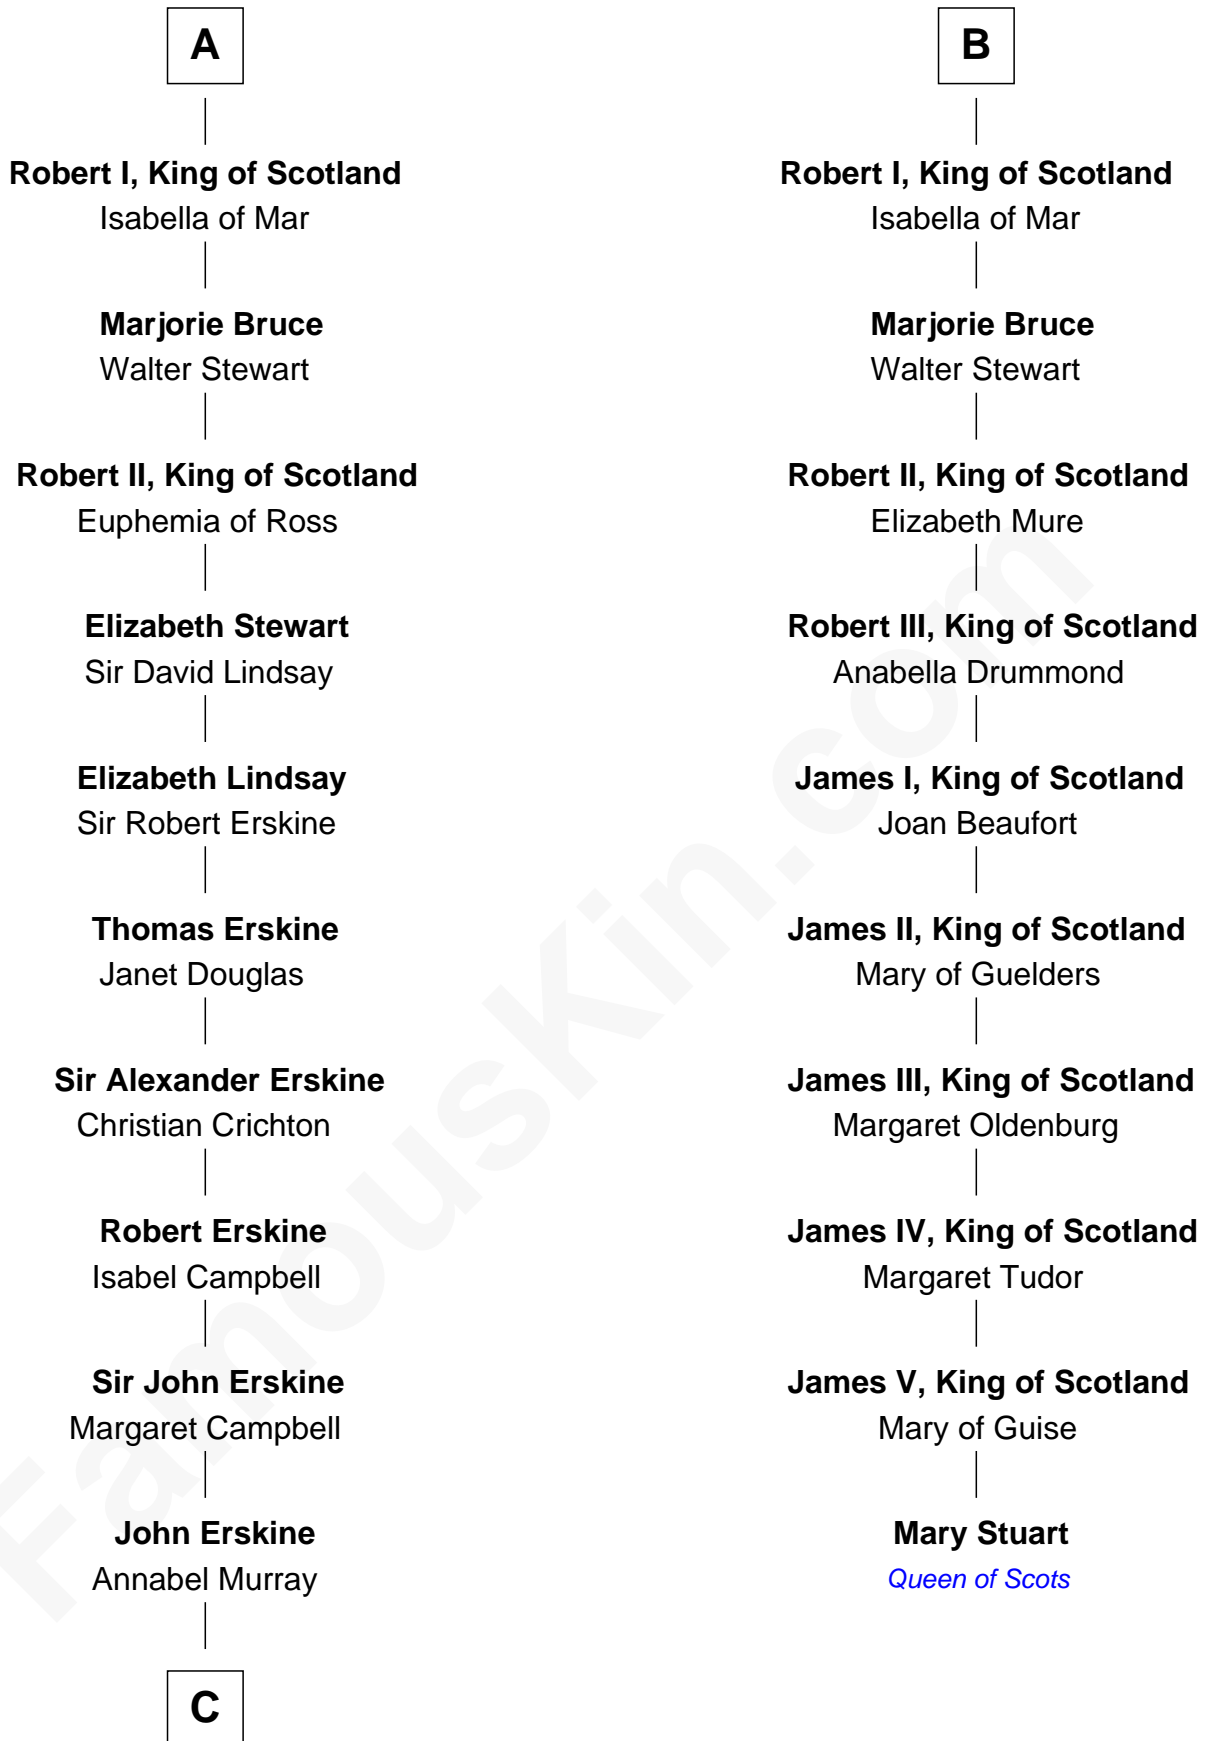 A
Robert I, King of Scotland
Isabella of Mar
Marjorie Bruce
Walter Stewart
Robert II, King of Scotland
Euphemia of Ross
Elizabeth Stewart
Sir David Lindsay
Elizabeth Lindsay
Sir Robert Erskine
Thomas Erskine
Janet Douglas
Sir Alexander Erskine
Christian Crichton
Robert Erskine
Isabel Campbell
Sir John Erskine
Margaret Campbell
John Erskine
Annabel Murray
C
B
Robert I, King of Scotland
Isabella of Mar
Marjorie Bruce
Walter Stewart
Robert II, King of Scotland
Elizabeth Mure
Robert III, King of Scotland
Anabella Drummond
James I, King of Scotland
Joan Beaufort
James II, King of Scotland
Mary of Guelders
James III, King of Scotland
Margaret Oldenburg
James IV, King of Scotland
Margaret Tudor
James V, King of Scotland
Mary of Guise
Mary Stuart
Queen of Scots
FamousKin.com